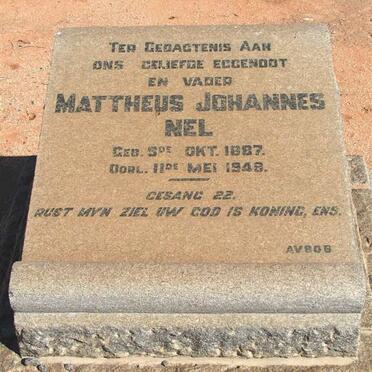 TER GEDAGTENIS AAN
ONS GELIEFDE EGGENOOT
EN VADER
MATTHEUS JOHANNES
NEL
GEB. 5DE OKT. 1887.
OORL. 11DE MEI 1948.
GESANG 22.
RUST MYN ZIEL UW GOD IS KONING, ENS.
AVBOB